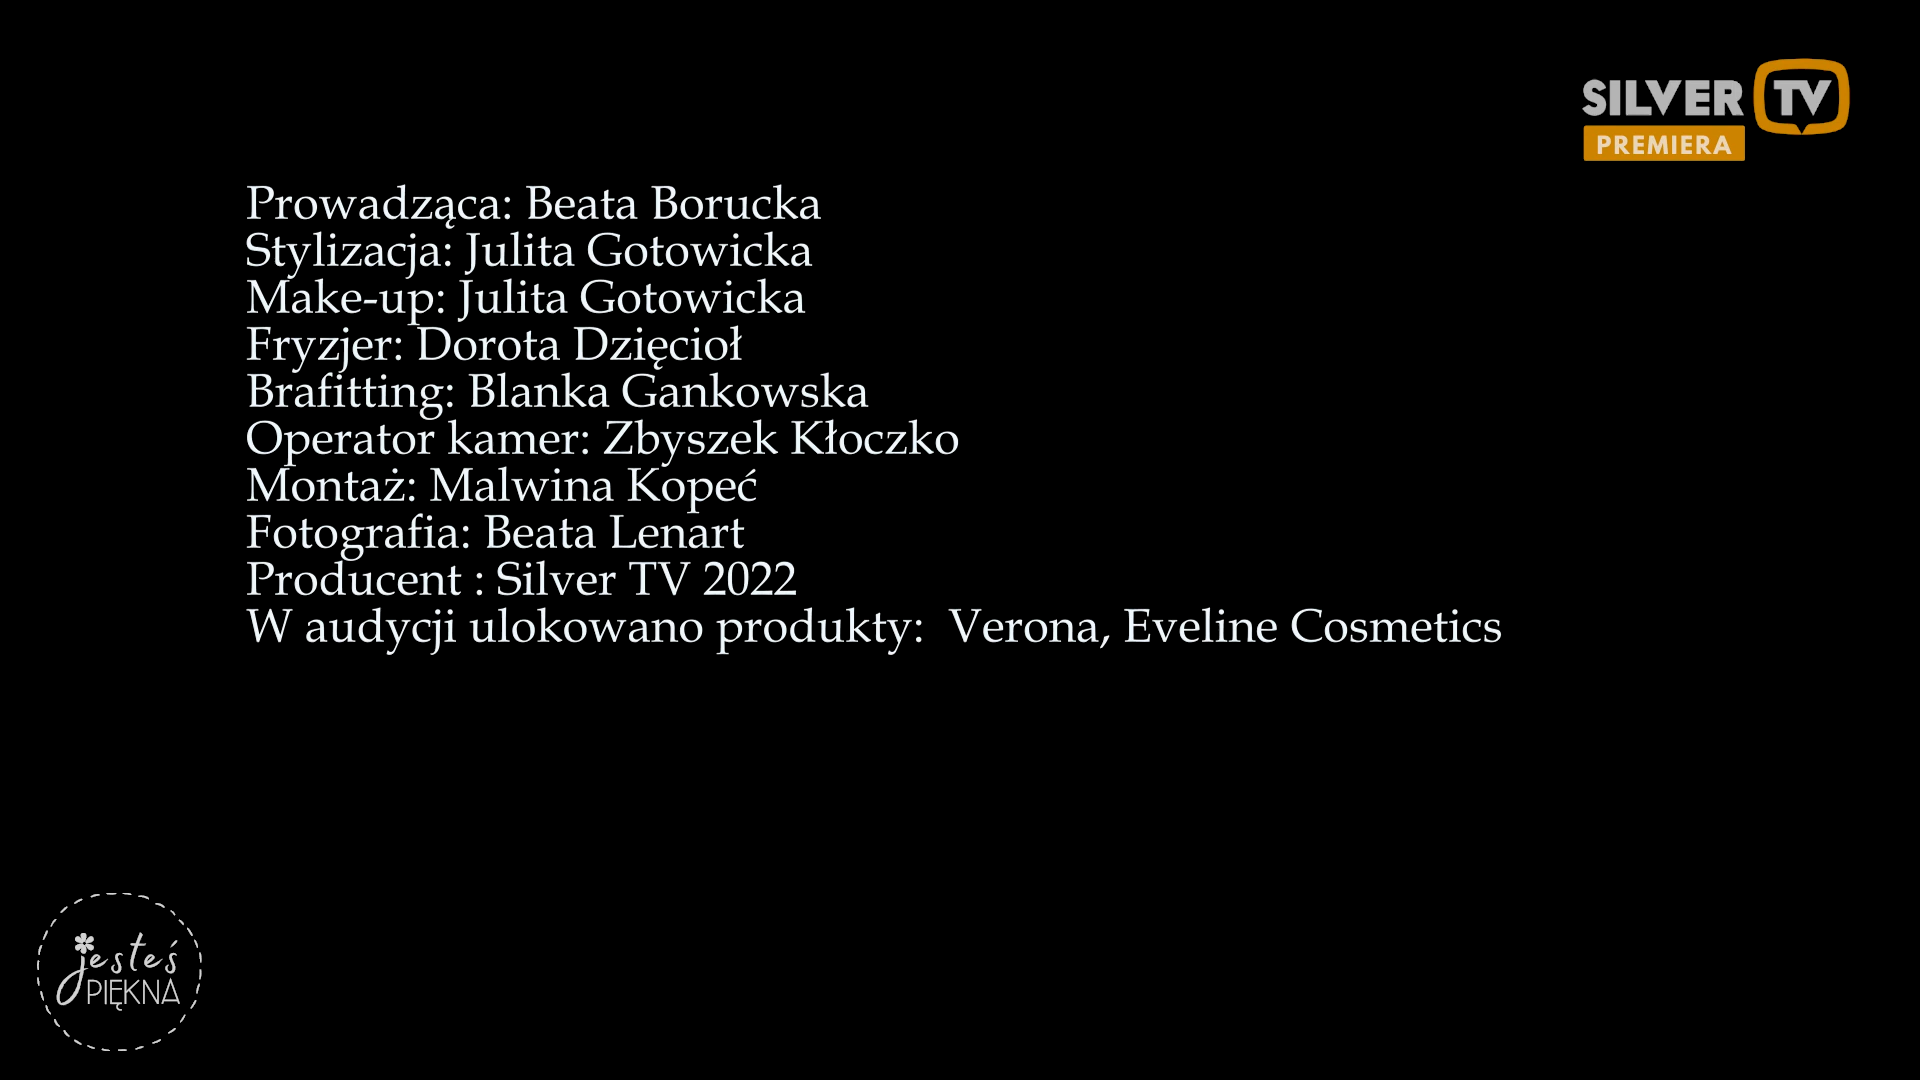 SILVER TV
PREMIERA
Prowadząca: Beata Borucka
Stylizacja: Julita Gotowicka
Make-up: Julita Gotowicka
Fryzjer: Dorota Dzięcioł
Brafitting: Blanka Gankowska
Operator kamer: Zbyszek Kłoczko
Montaż: Malwina Kopeć
Fotografia: Beata Lenart
Producent : Silver TV 2022
W audycji ulokowano produkty:  Verona, Eveline Cosmetics
jesteś
PIĘKNA